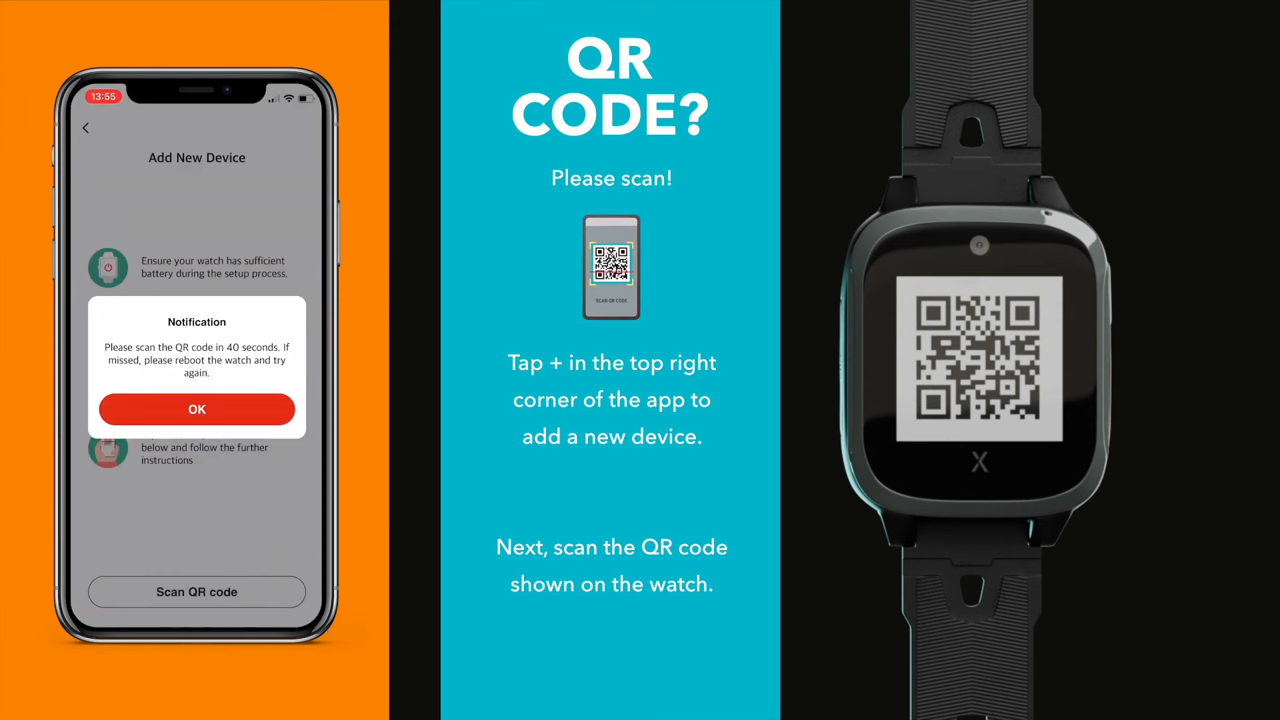 13:55
Add New Device
Ensure your watch has sufficient
battery during the setup process.
Notification
Please scan the QR code in 40 seconds. If
missed, please reboot the watch and try
again.
OK
below and follow the further
instructions
Scan QR code
QR
CODE?
Please scan!
SCAN QR CODE
Tap + in the top right
corner of the app to
add a new device.
Next, scan the QR code
shown on the watch.
X